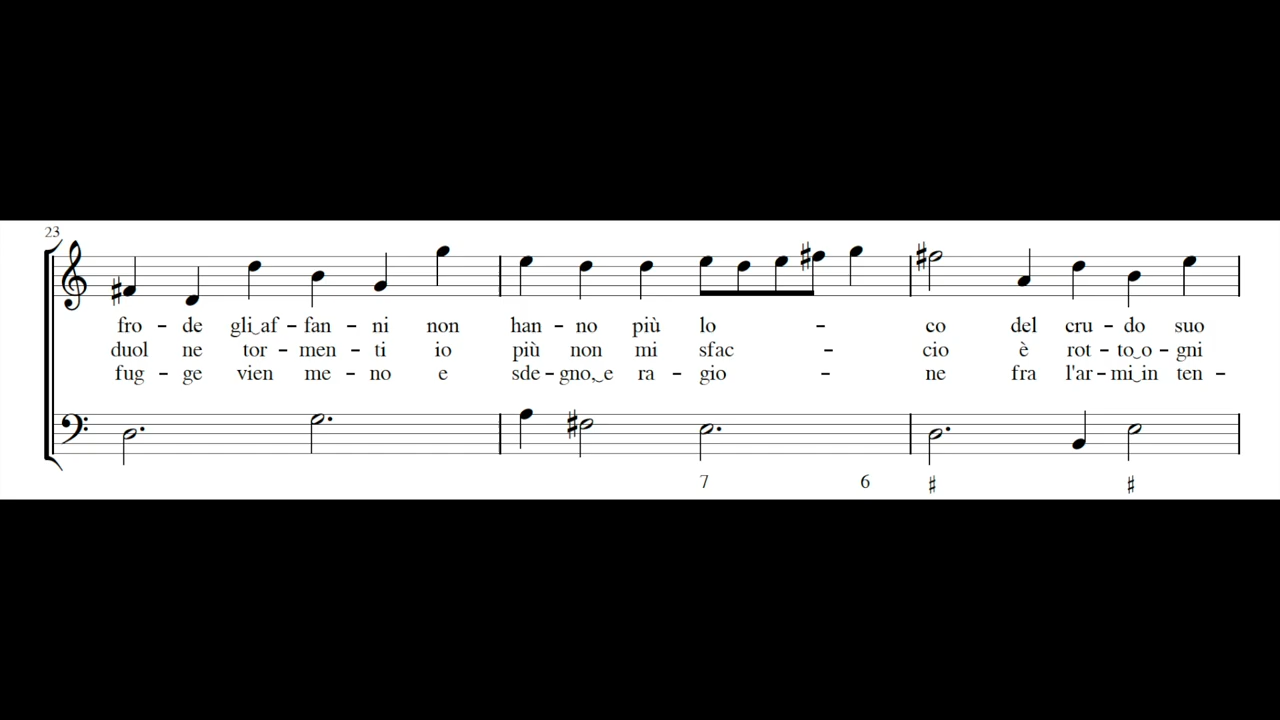 23
fro - de gli‿af - fan - ni non han - no più lo - co del cru - do suo
duol ne tor - men - ti io più non mi sfac - cio è rot - to‿o - gni
fug - ge vien me - no e sde - gno,‿e ra - gio - ne fra l'ar - mi‿in ten -
7 6 ♯ ♯